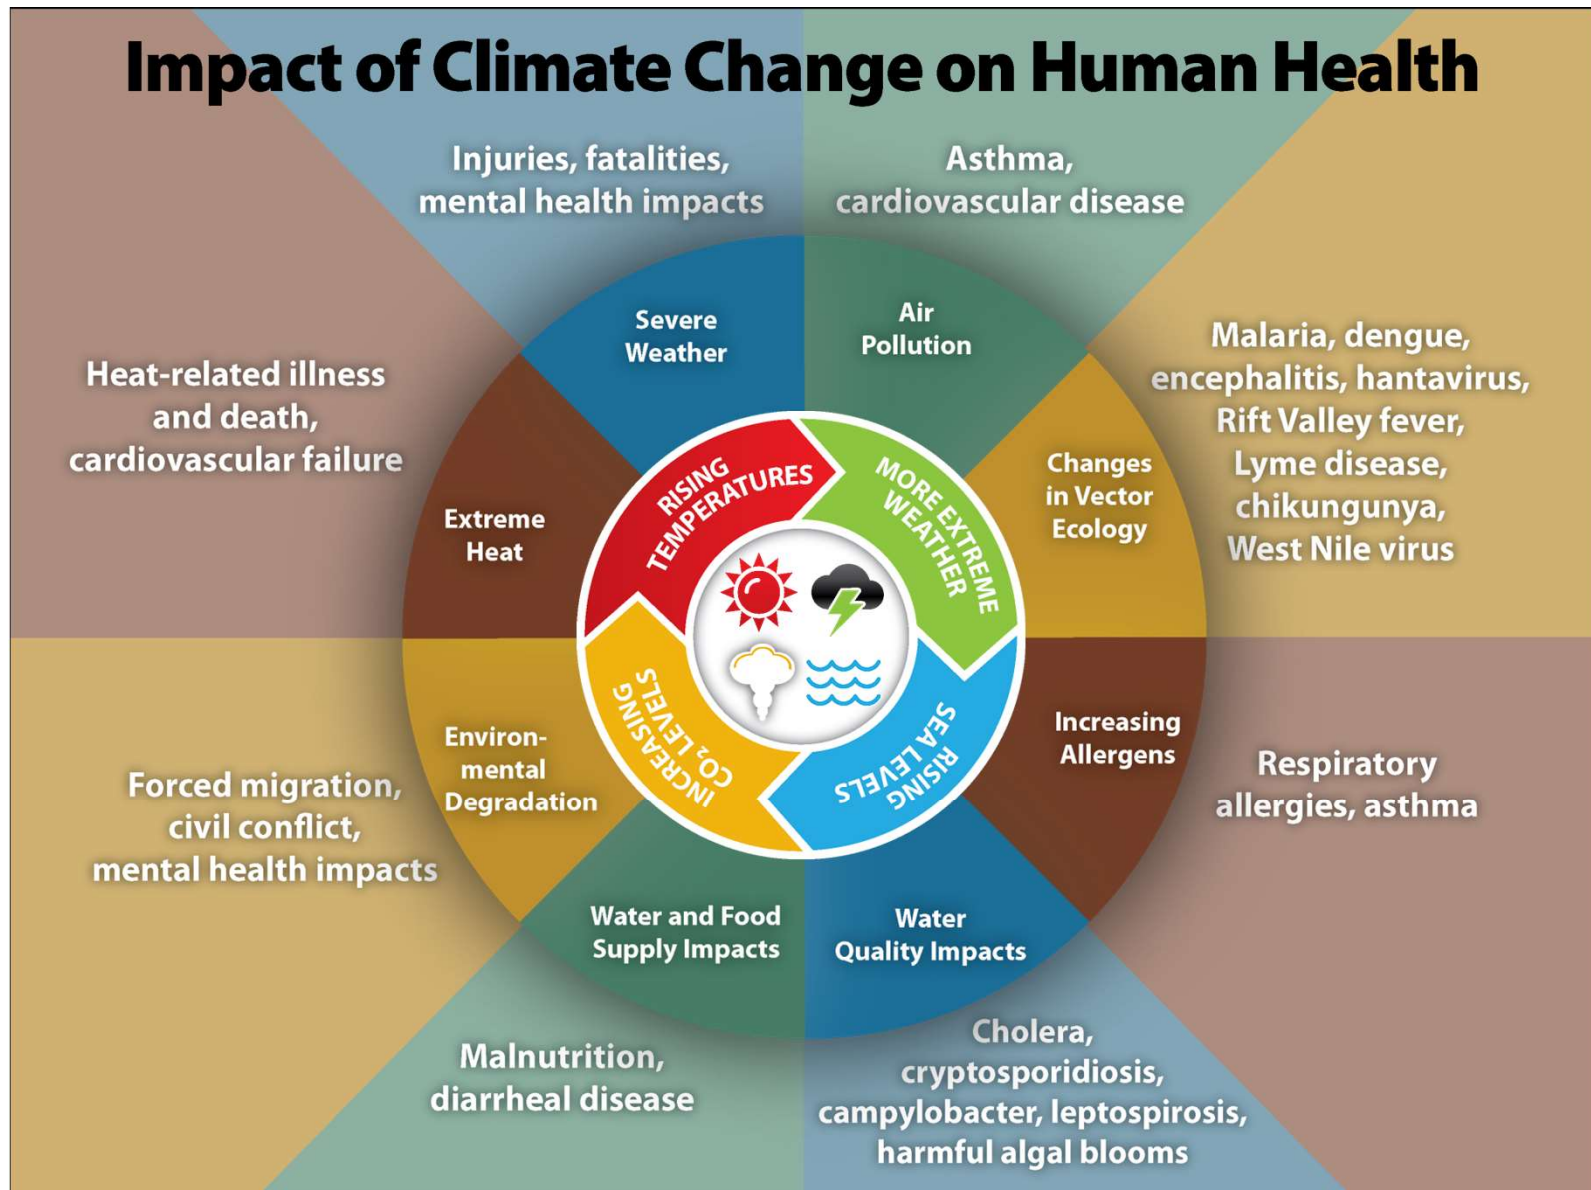 Impact of Climate Change on Human Health
Injuries, fatalities,
mental health impacts
Asthma,
cardiovascular disease
Severe
Weather
Air
Pollution
Heat-related illness
and death,
cardiovascular failure
Extreme
Heat
Changes
in Vector
Ecology
Malaria, dengue,
encephalitis, hantavirus,
Rift Valley fever,
Lyme disease,
chikungunya,
West Nile virus
RISING
TEMPERATURES
MORE EXTREME
WEATHER
RISING
SEA LEVELS
INCREASING
CO₂ LEVELS
Environ-
mental
Degradation
Forced migration,
civil conflict,
mental health impacts
Increasing
Allergens
Respiratory
allergies, asthma
Water and Food
Supply Impacts
Water
Quality Impacts
Malnutrition,
diarrheal disease
Cholera,
cryptosporidiosis,
campylobacter, leptospirosis,
harmful algal blooms